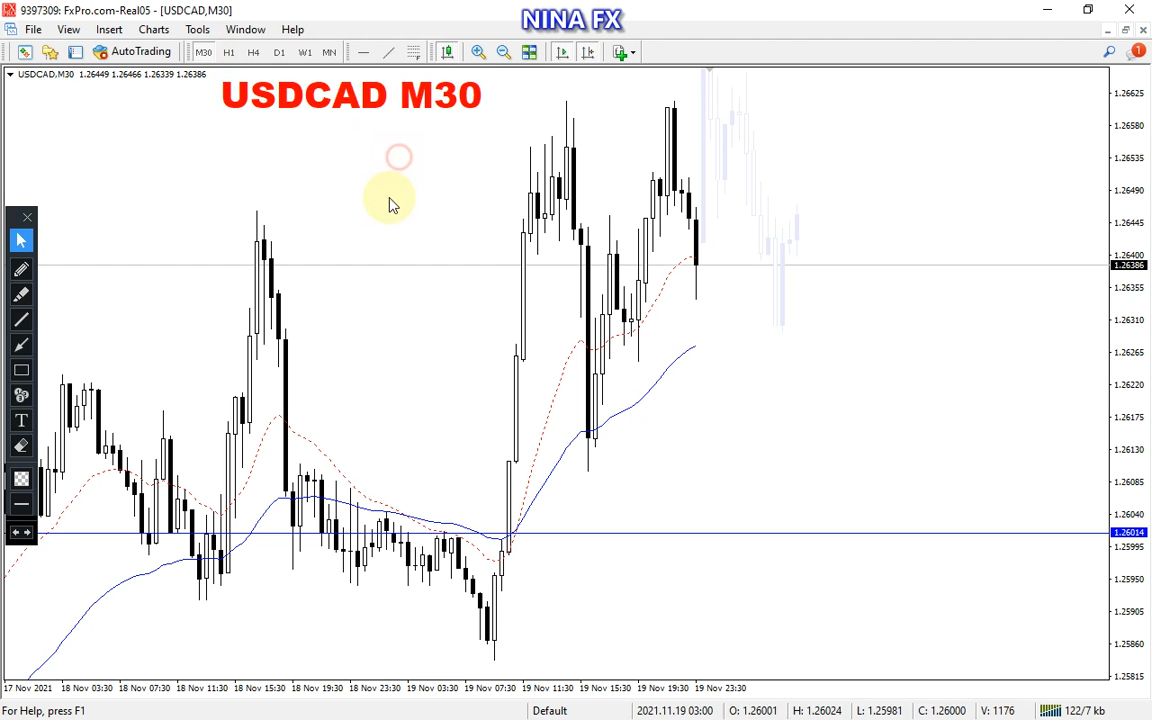 9397309: FxPro.com-Real05 - [USDCAD,M30]
NINA FX
File View Insert Charts Tools Window Help
AutoTrading M30 H1 H4 D1 W1 MN 1
USDCAD,M30 1.26449 1.26466 1.26339 1.26386
USDCAD M30
1.26625
1.26580
1.26535
1.26490
1.26445
1.26400
1.26386
1.26355
1.26310
1.26265
1.26220
1.26175
1.26130
1.26085
1.26040
1.26014
1.25995
1.25950
1.25905
1.25860
1.25815
T
17 Nov 2021 18 Nov 03:30 18 Nov 07:30 18 Nov 11:30 18 Nov 15:30 18 Nov 19:30 18 Nov 23:30 19 Nov 03:30 19 Nov 07:30 19 Nov 11:30 19 Nov 15:30 19 Nov 19:30 19 Nov 23:30
For Help, press F1 Default 2021.11.19 03:00 O: 1.26001 H: 1.26024 L: 1.25981 C: 1.26000 V: 1176 122/7 kb